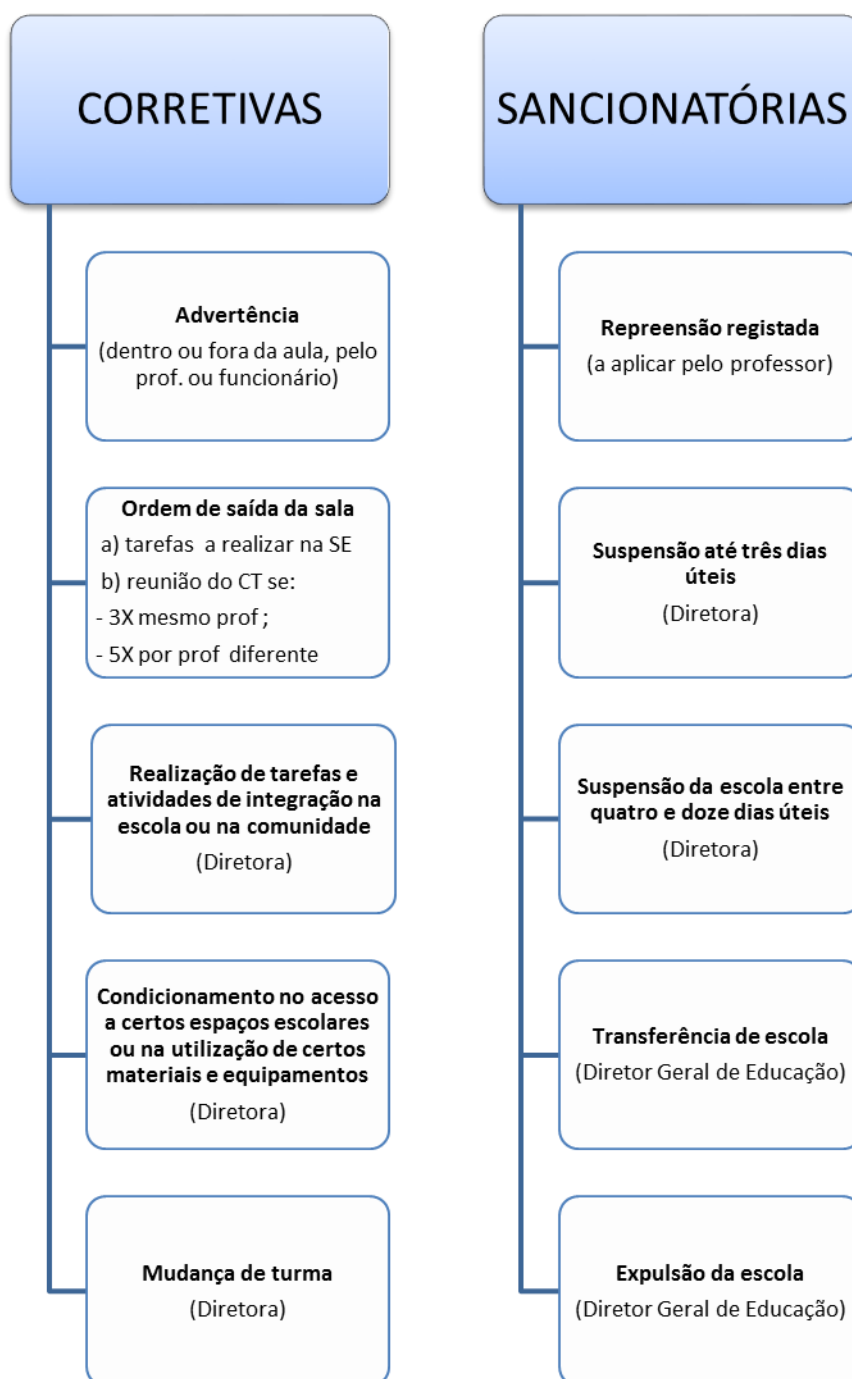 CORRETIVAS
Advertência
(dentro ou fora da aula, pelo
prof. ou funcionário)
Ordem de saída da sala
a) tarefas a realizar na SE
b) reunião do CT se:
- 3X mesmo prof ;
- 5X por prof diferente
Realização de tarefas e
atividades de integração na
escola ou na comunidade
(Diretora)
Condicionamento no acesso
a certos espaços escolares
ou na utilização de certos
materiais e equipamentos
(Diretora)
Mudança de turma
(Diretora)
SANCIONATÓRIAS
Repreensão registada
(a aplicar pelo professor)
Suspensão até três dias
úteis
(Diretora)
Suspensão da escola entre
quatro e doze dias úteis
(Diretora)
Transferência de escola
(Diretor Geral de Educação)
Expulsão da escola
(Diretor Geral de Educação)